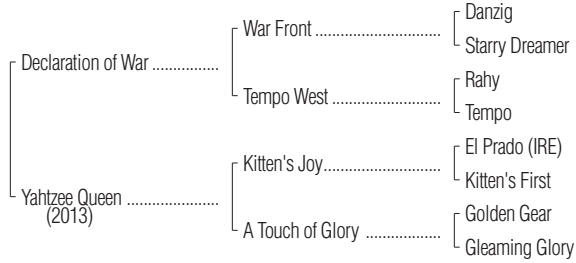 Declaration of War ................
War Front ..............................
Danzig
Starry Dreamer
Tempo West ..........................
Rahy
Tempo
Yahtzee Queen ......................
(2013)
Kitten's Joy............................
El Prado (IRE)
Kitten's First
A Touch of Glory ..................
Golden Gear
Gleaming Glory